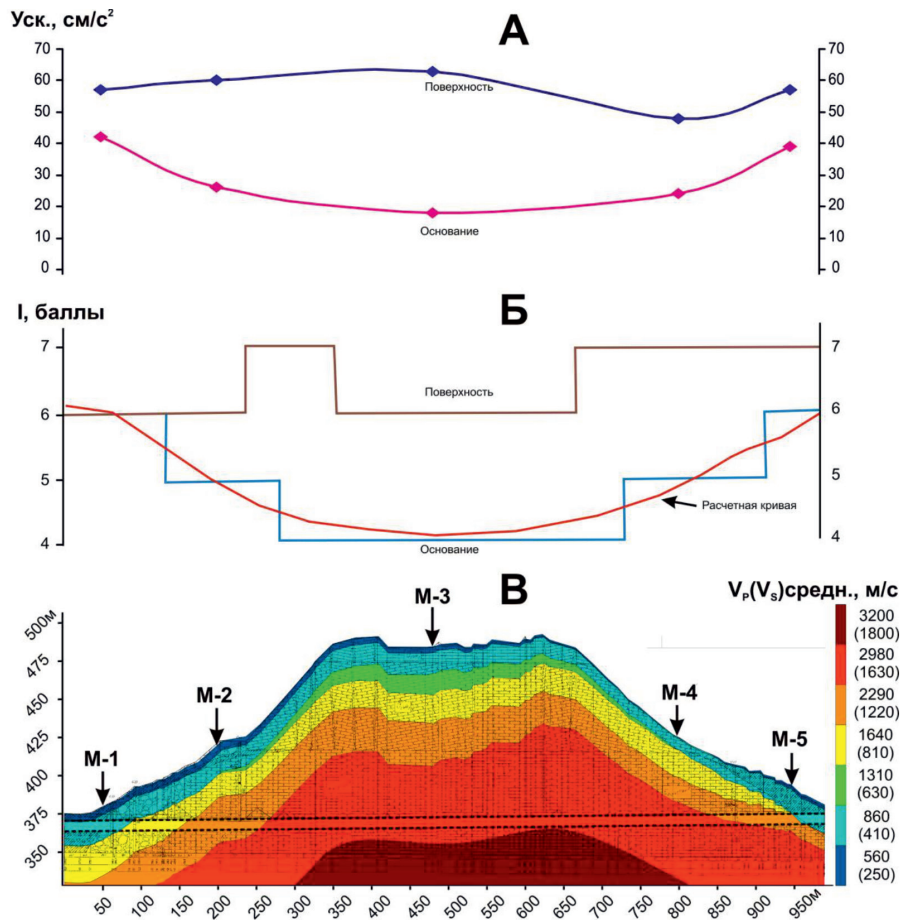 Уск., см/с²
А
70
60
50
40
30
20
10
0
70
60
50
40
30
20
10
0
Поверхность
Основание
I, баллы
Б
7
6
5
4
7
6
5
4
Поверхность
Расчетная кривая
Основание
В
Vₚ(Vₛ)средн., м/с
500м
475
450
425
400
375
350
М-1
М-2
М-3
М-4
М-5
3200
(1800)
2980
(1630)
2290
(1220)
1640
(810)
1310
(630)
860
(410)
560
(250)
50 100 150 200 250 300 350 400 450 500 550 600 650 700 750 800 850 900 950м